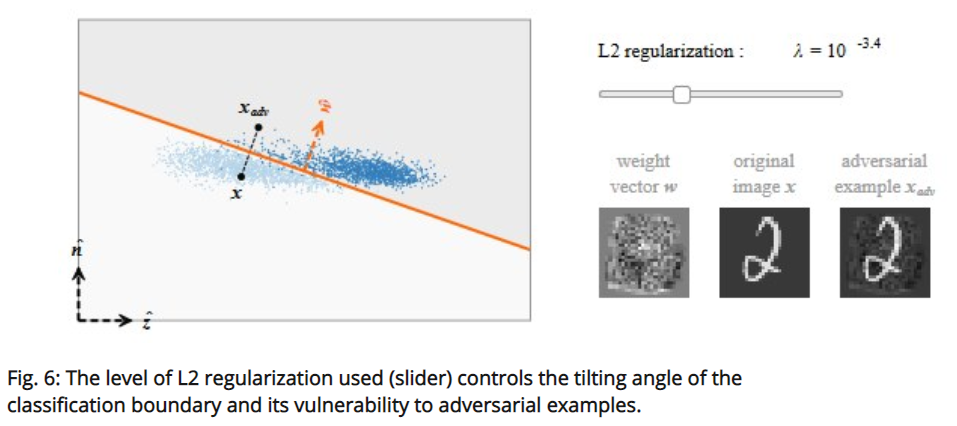 L2 regularization : λ = 10 -3.4
x adv
ŵ
x
n̂
ẑ
weight vector w
original image x
adversarial example x adv
Fig. 6: The level of L2 regularization used (slider) controls the tilting angle of the
classification boundary and its vulnerability to adversarial examples.